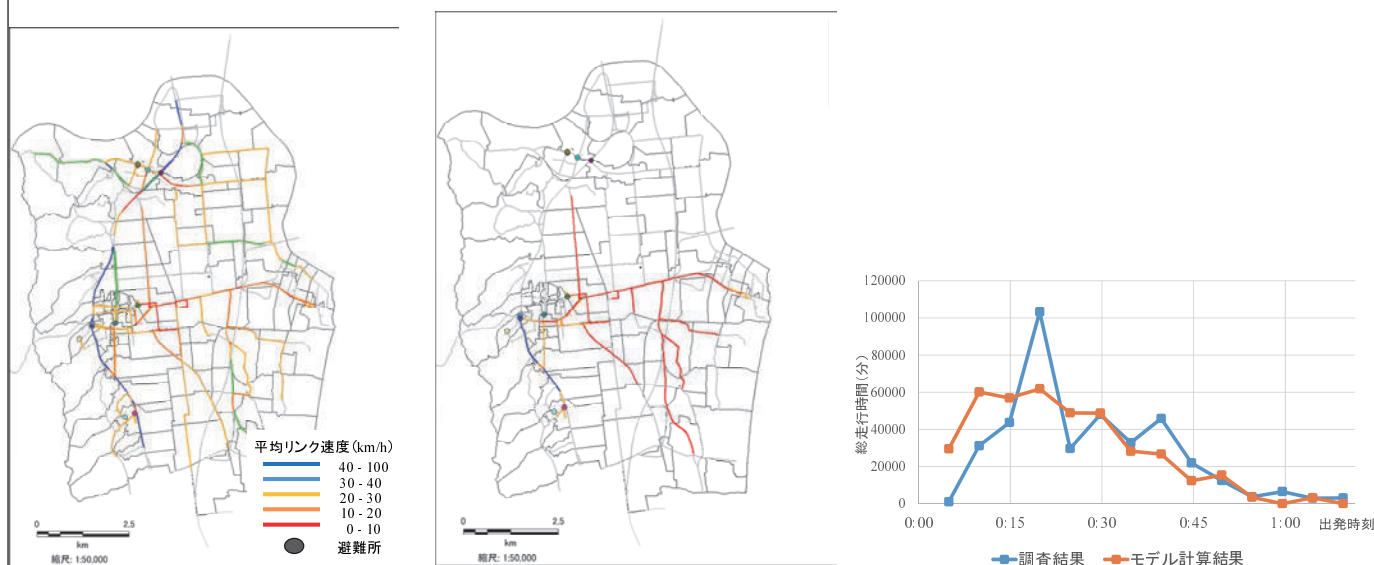 平均リンク速度(km/h)
40 - 100
30 - 40
20 - 30
10 - 20
0 - 10
避難所
0 2.5
km
縮尺: 1:50,000
0 2.5
km
縮尺: 1:50,000
総走行時間(分)
120000
100000
80000
60000
40000
20000
0
0:00 0:15 0:30 0:45 1:00 出発時刻
調査結果 モデル計算結果